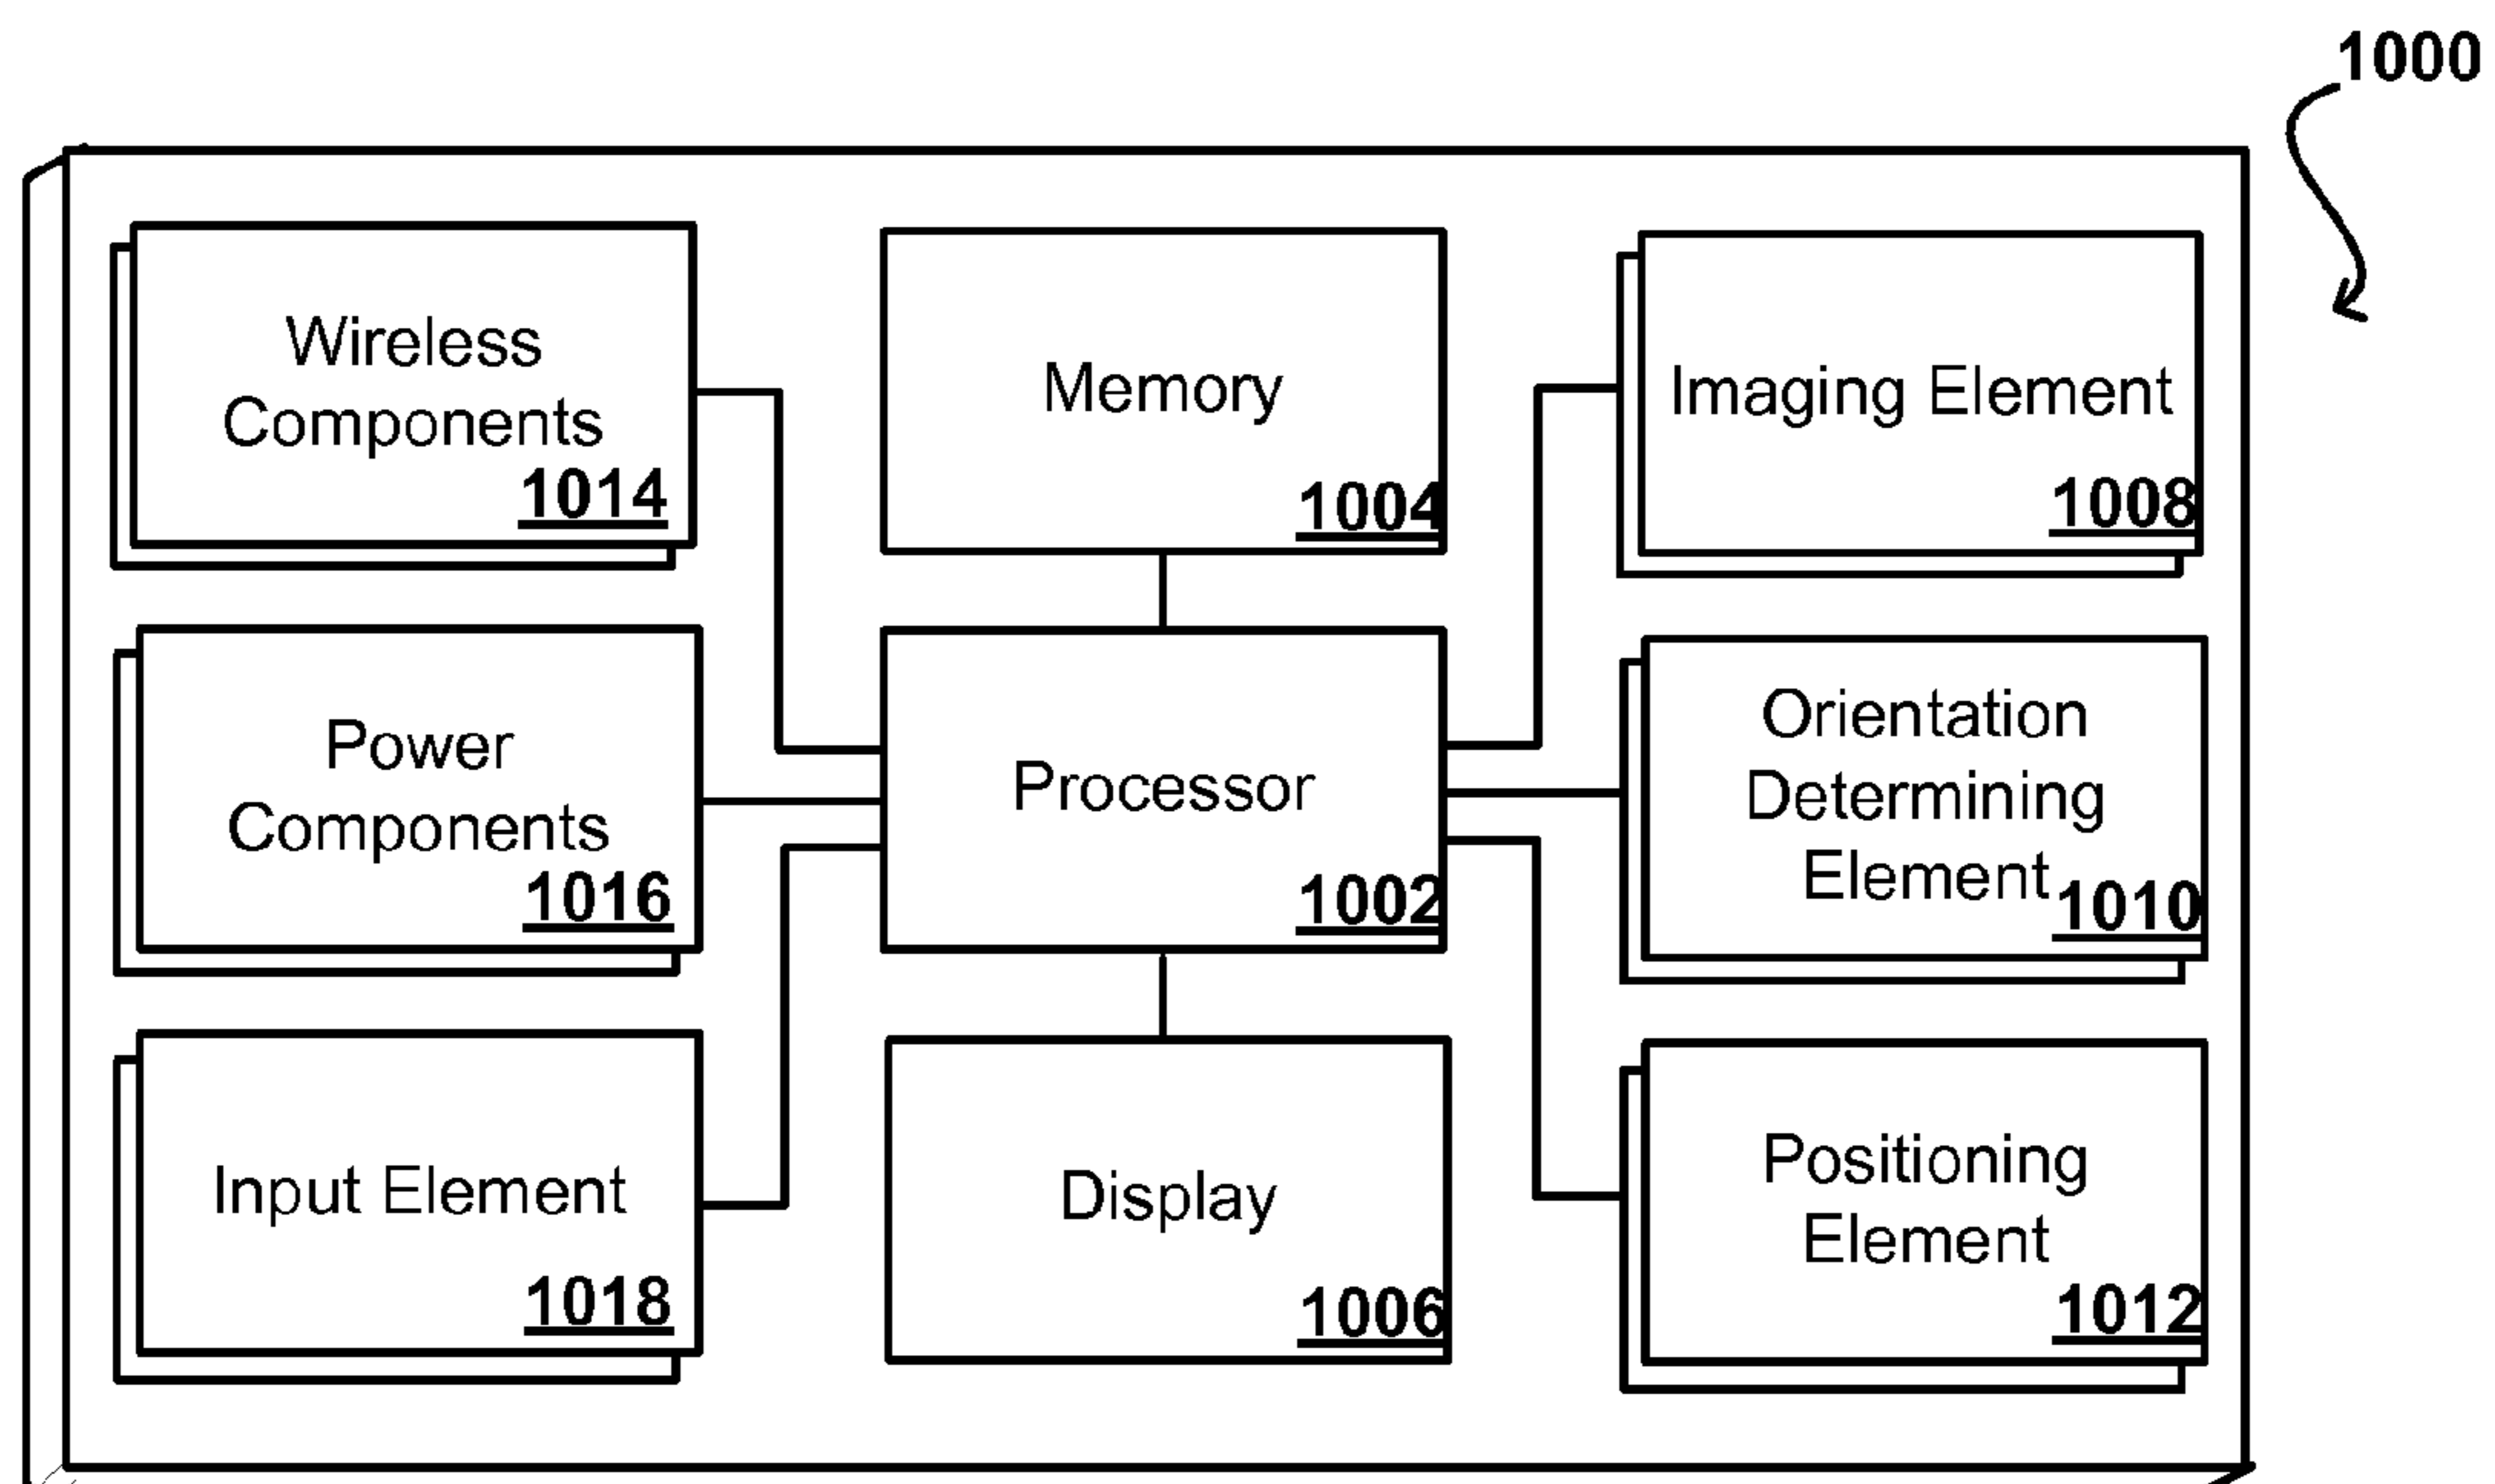 1000
Wireless
Components
1014
Memory
1004
Imaging Element
1008
Power
Components
1016
Processor
1002
Orientation
Determining
Element
1010
Input Element
1018
Display
1006
Positioning
Element
1012